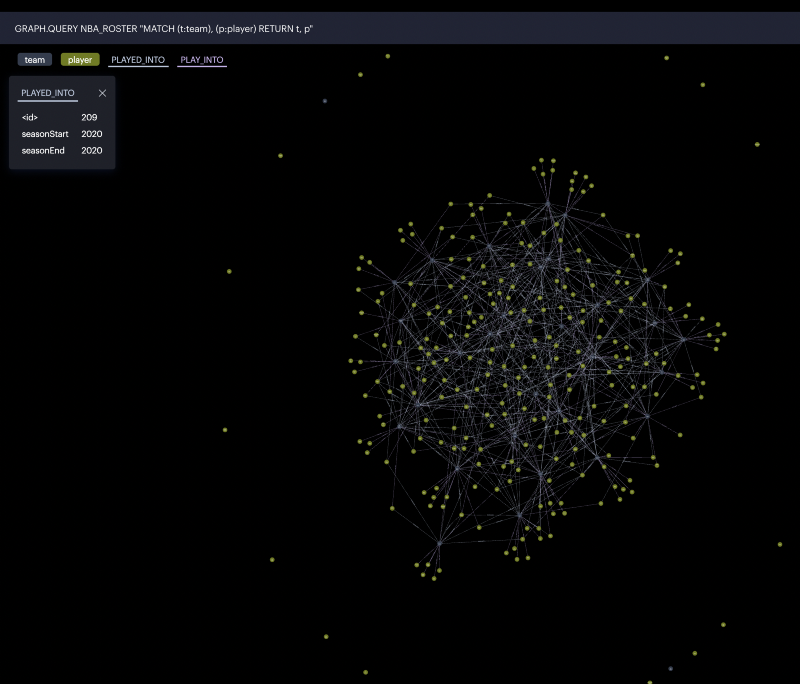 GRAPH.QUERY NBA_ROSTER "MATCH (t:team), (p:player) RETURN t, p"
team player PLAYED_INTO PLAY_INTO
PLAYED_INTO
<id> 209
seasonStart 2020
seasonEnd 2020